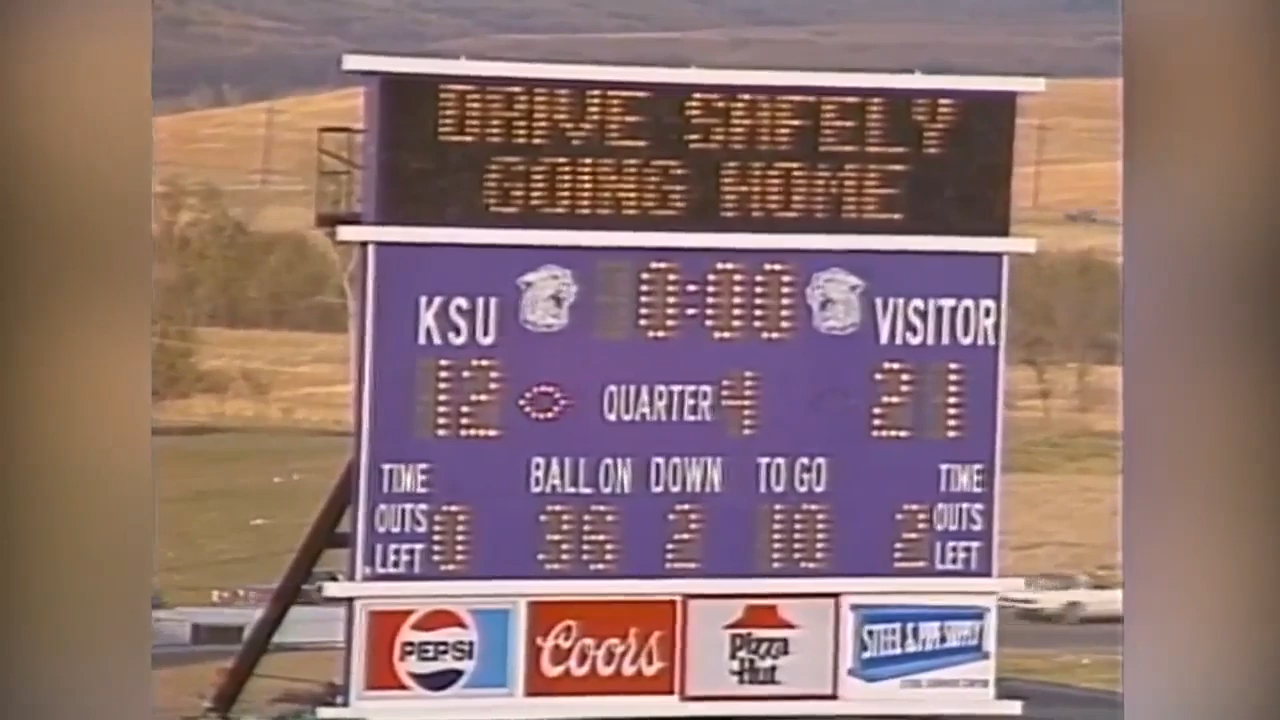 DRIVE SAFELY
GOING HOME
0:00
KSU VISITOR
12 QUARTER 4 21
TIME BALL ON DOWN TO GO TIME
OUTS 0 36 2 10 2 OUTS
LEFT LEFT
PEPSI Coors Pizza Hut STEEL & PIPE SUPPLY